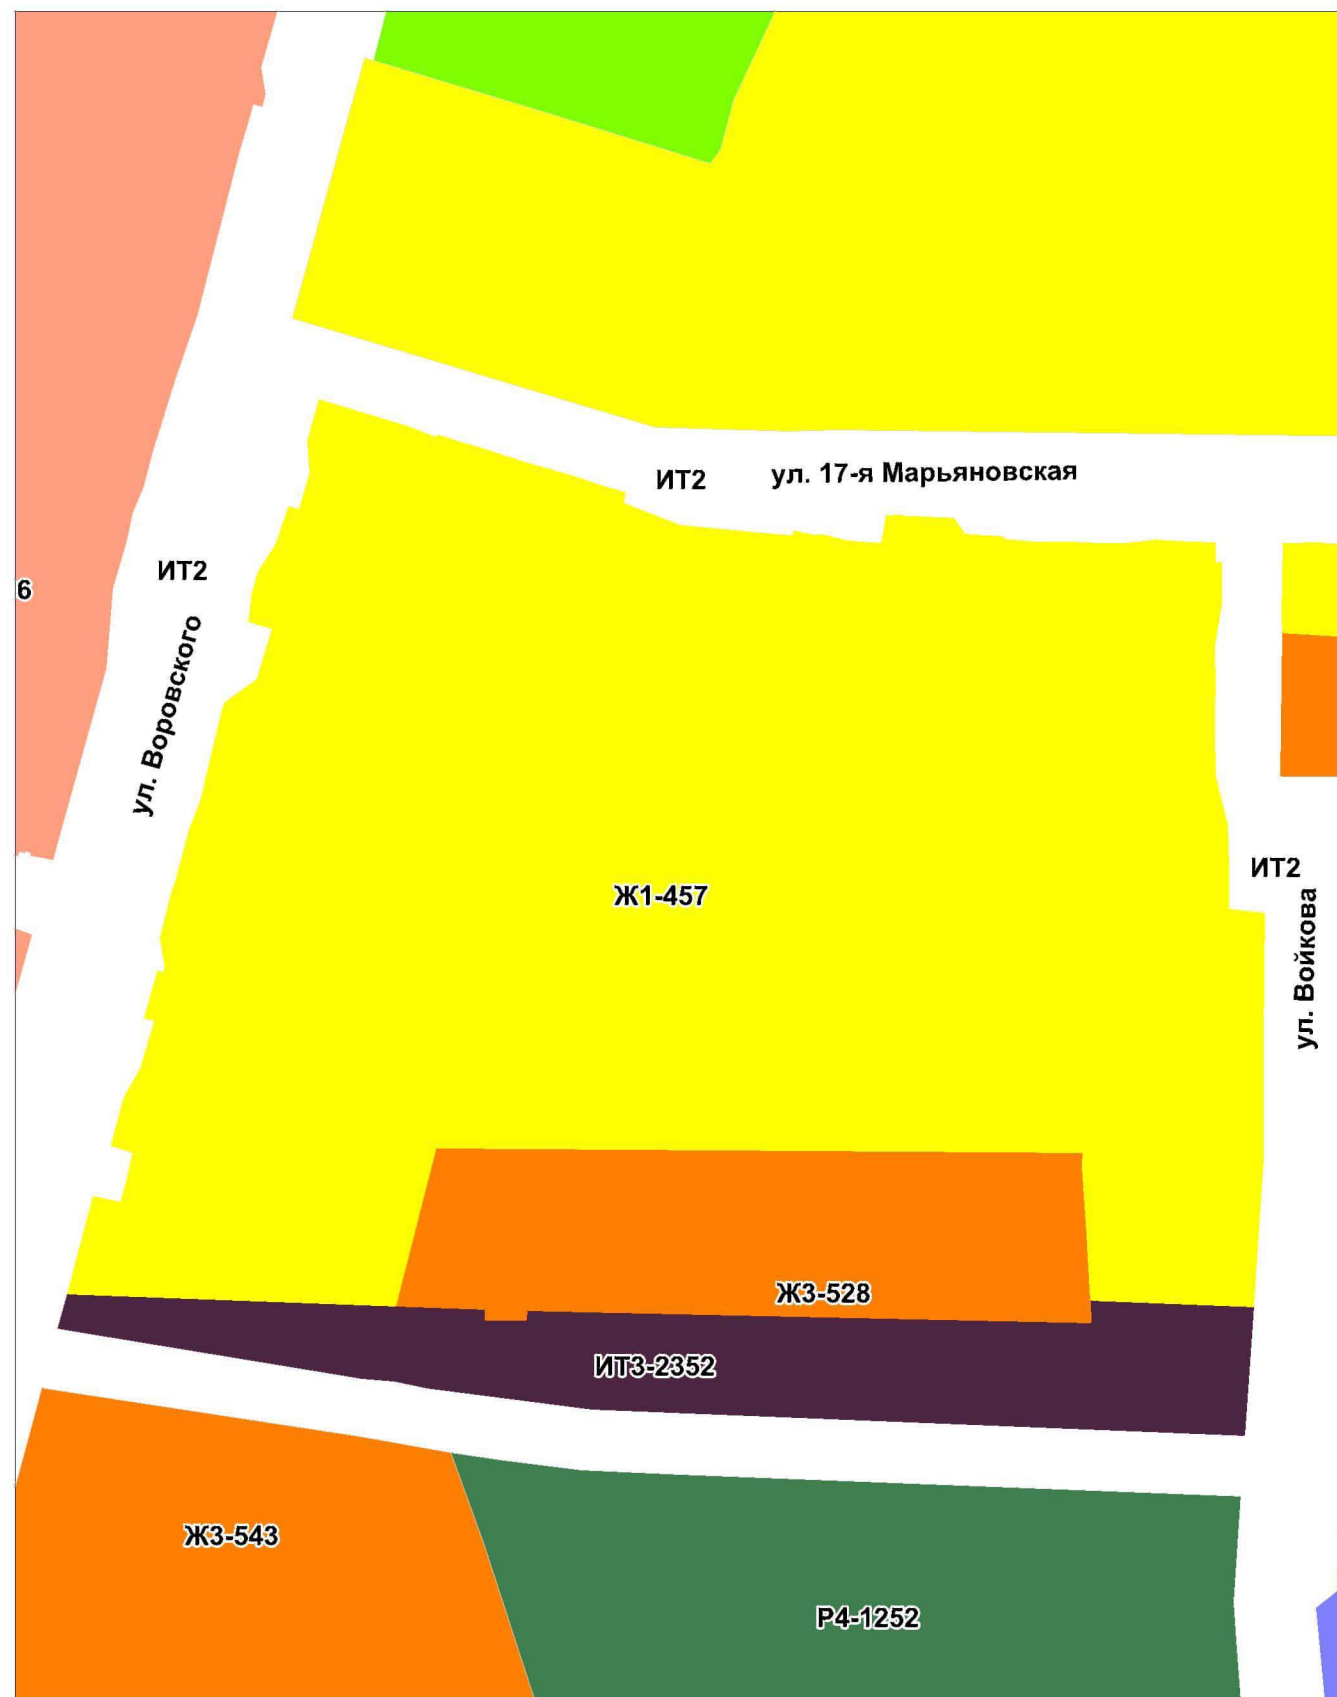 ИТ2
ул. 17-я Марьяновская
ИТ2
6
ул. Воровского
ИТ2
Ж1-457
ул. Войкова
Ж3-528
ИТ3-2352
Ж3-543
Р4-1252